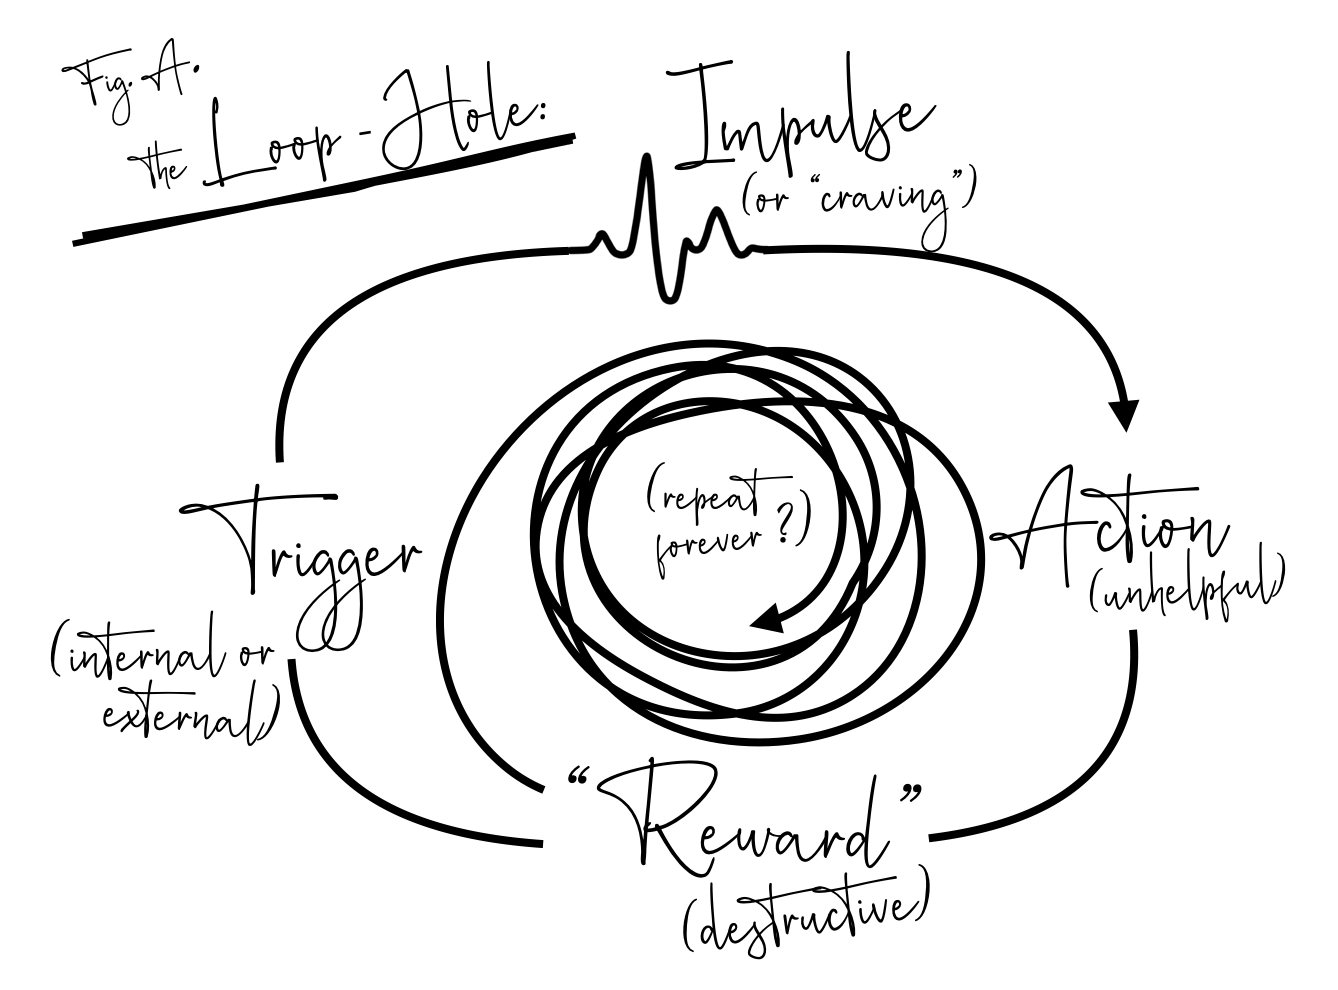 Fig. A.
The Loop-Hole:
Impulse
(or “craving”)
Trigger
(internal or
external)
(repeat
forever?)
Action
(unhelpful)
“Reward”
(destructive)